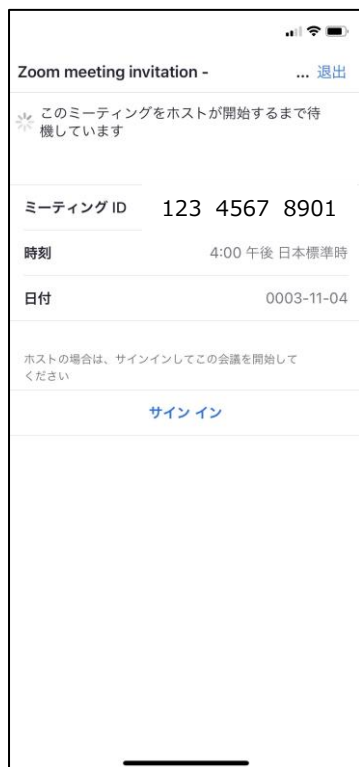 Zoom meeting invitation - ... 退出
このミーティングをホストが開始するまで待
機しています
ミーティング ID 123 4567 8901
時刻 4:00 午後 日本標準時
日付 0003-11-04
ホストの場合は、サインインしてこの会議を開始して
ください
サイン イン